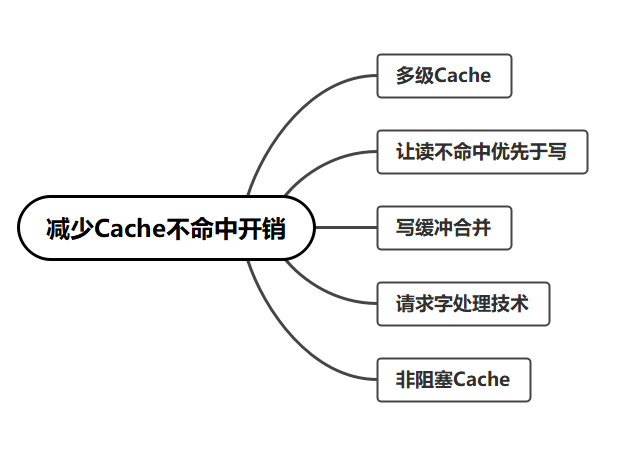 减少Cache不命中开销
多级Cache
让读不命中优先于写
写缓冲合并
请求字处理技术
非阻塞Cache